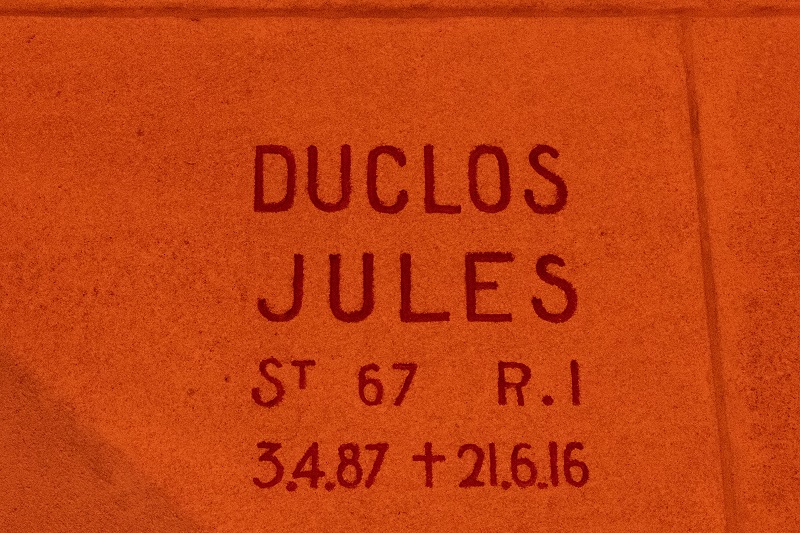 DUCLOS
JULES
ST 67 R.I
3.4.87 † 21.6.16